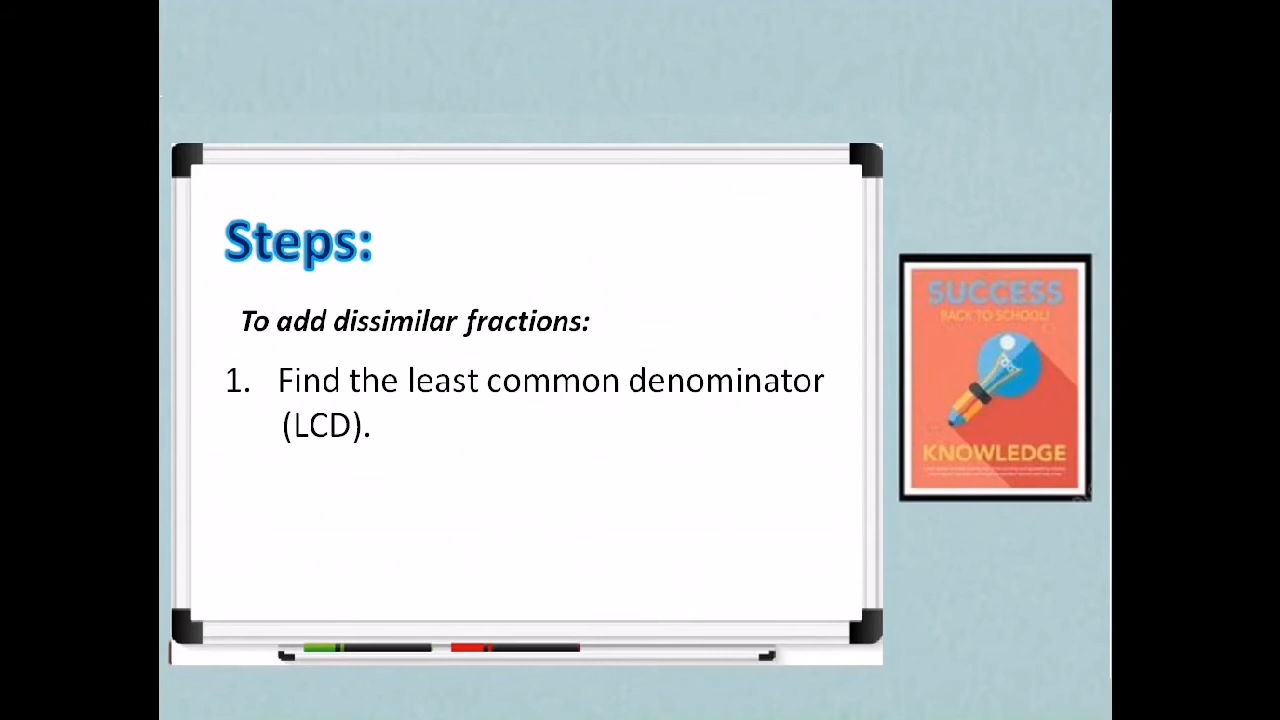 Steps:
To add dissimilar fractions:
1. Find the least common denominator
(LCD).
SUCCESS
BACK TO SCHOOL!
KNOWLEDGE